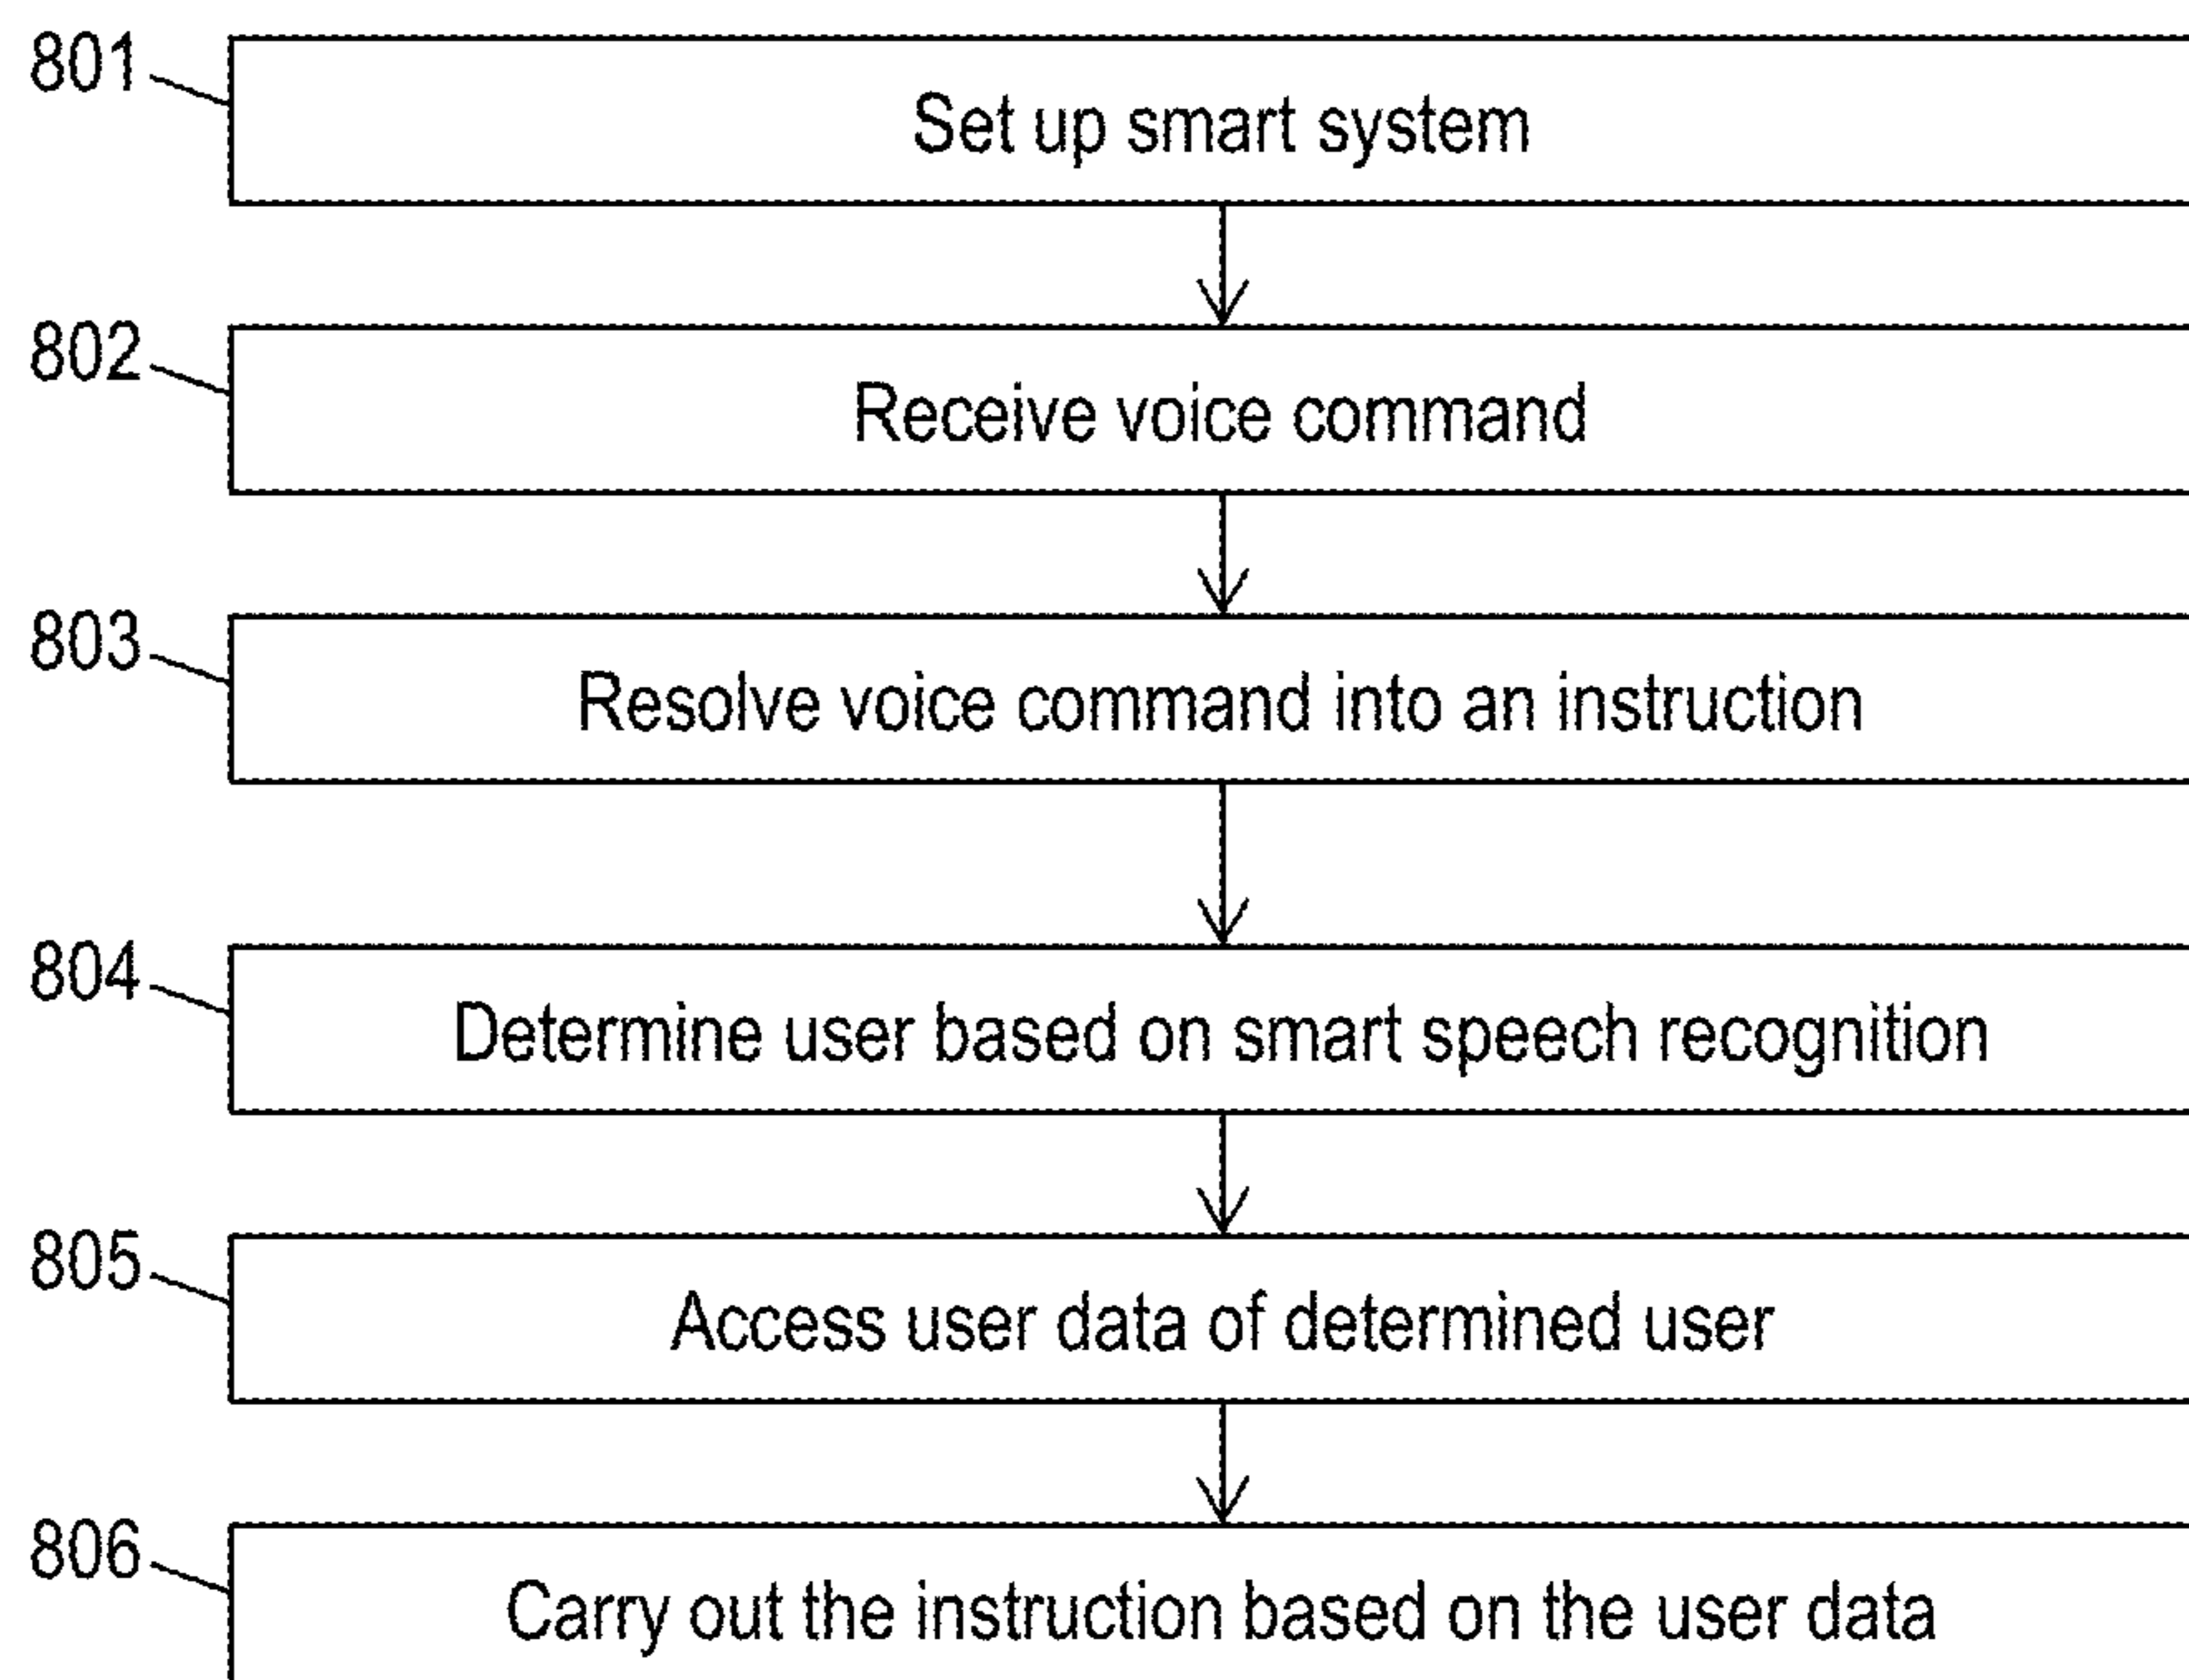 801
Set up smart system
802
Receive voice command
803
Resolve voice command into an instruction
804
Determine user based on smart speech recognition
805
Access user data of determined user
806
Carry out the instruction based on the user data